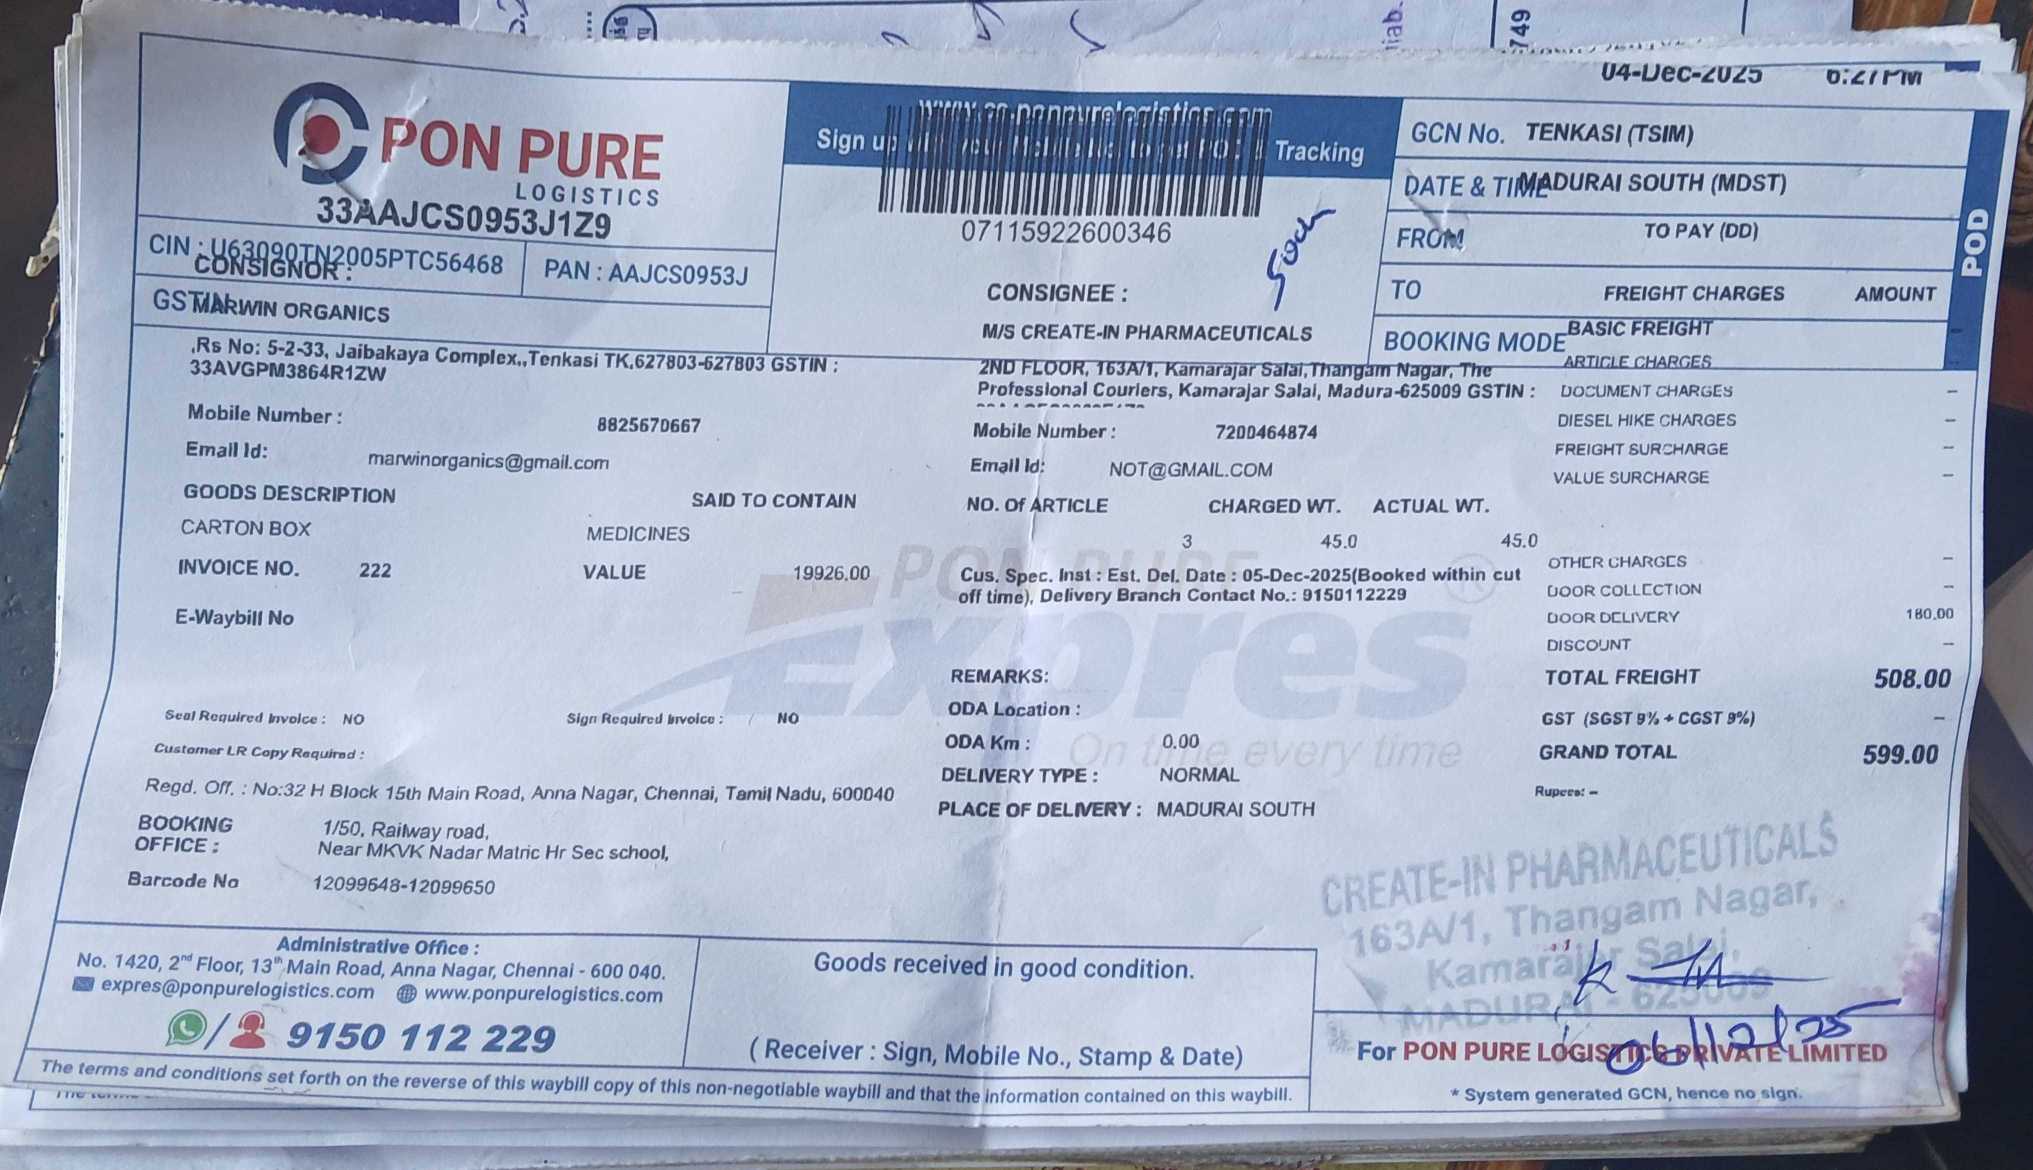 04-Dec-2025 6:27PM
PON PURE
LOGISTICS
33AAJCS0953J1Z9
CIN : U63090TN2005PTC56468
PAN : AAJCS0953J
CONSIGNOR :
GSTIN
MARWIN ORGANICS
,Rs No: 5-2-33, Jaibakaya Complex,,Tenkasi TK,627803-627803 GSTIN :
33AVGPM3864R1ZW
Mobile Number : 8825670667
Email Id: marwinorganics@gmail.com
GOODS DESCRIPTION SAID TO CONTAIN
CARTON BOX MEDICINES
INVOICE NO. 222 VALUE 19926.00
E-Waybill No
Seal Required Invoice : NO Sign Required Invoice : NO
Customer LR Copy Required :
Regd. Off. : No:32 H Block 15th Main Road, Anna Nagar, Chennai, Tamil Nadu, 600040
BOOKING OFFICE : 1/50, Railway road,
Near MKVK Nadar Matric Hr Sec school,
Barcode No 12099648-12099650
Sign up Tracking
07115922600346
CONSIGNEE :
M/S CREATE-IN PHARMACEUTICALS
2ND FLOOR, 163A/1, Kamarajar Salai,Thangam Nagar, The
Professional Couriers, Kamarajar Salai, Madura-625009 GSTIN :
Mobile Number : 7200464874
Email Id: NOT@GMAIL.COM
NO. Of ARTICLE CHARGED WT. ACTUAL WT.
3 45.0 45.0
Cus. Spec. Inst : Est. Del. Date : 05-Dec-2025(Booked within cut
off time), Delivery Branch Contact No.: 9150112229
PON PURE
Expres
On time every time
REMARKS:
ODA Location :
ODA Km : 0.00
DELIVERY TYPE : NORMAL
PLACE OF DELIVERY : MADURAI SOUTH
GCN No. TENKASI (TSIM)
DATE & TIME MADURAI SOUTH (MDST)
FROM TO PAY (DD)
TO FREIGHT CHARGES AMOUNT
BOOKING MODE BASIC FREIGHT -
ARTICLE CHARGES -
DOCUMENT CHARGES -
DIESEL HIKE CHARGES -
FREIGHT SURCHARGE -
VALUE SURCHARGE -
OTHER CHARGES -
DOOR COLLECTION -
DOOR DELIVERY 180.00
DISCOUNT -
TOTAL FREIGHT 508.00
GST (SGST 9% + CGST 9%) -
GRAND TOTAL 599.00
Rupees: -
POD
CREATE-IN PHARMACEUTICALS
163A/1, Thangam Nagar,
Kamarajar Salai,
MADURAI - 625009
06/12/25
Administrative Office :
No. 1420, 2nd Floor, 13th Main Road, Anna Nagar, Chennai - 600 040.
expres@ponpurelogistics.com www.ponpurelogistics.com
9150 112 229
Goods received in good condition.
( Receiver : Sign, Mobile No., Stamp & Date)
For PON PURE LOGISTICS PRIVATE LIMITED
The terms and conditions set forth on the reverse of this waybill copy of this non-negotiable waybill and that the information contained on this waybill.
* System generated GCN, hence no sign.